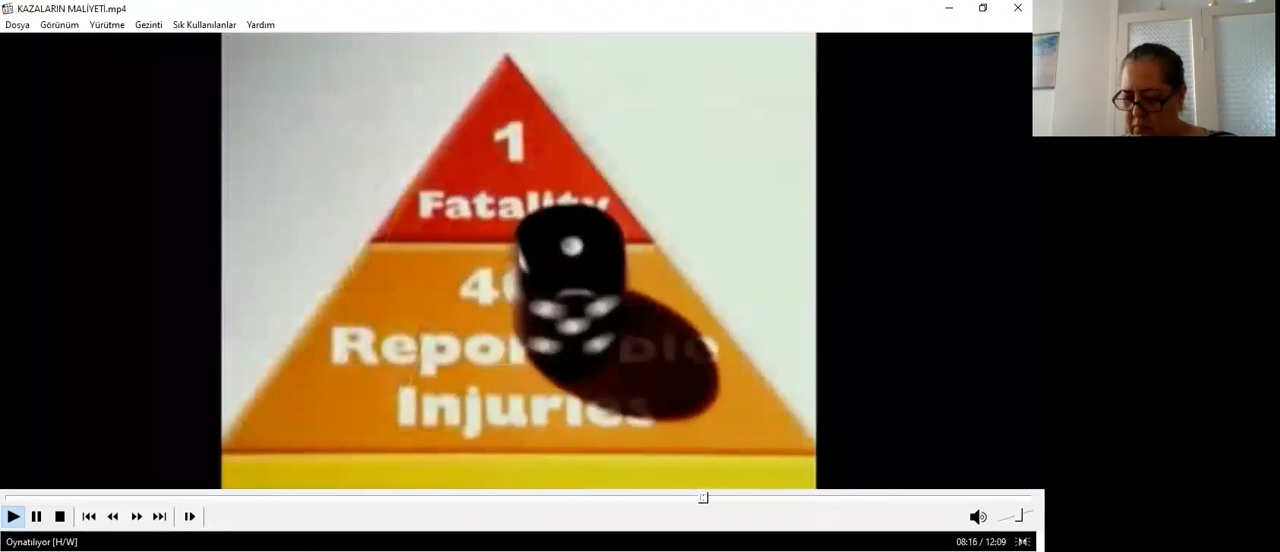 KAZALARIN MALİYETİ.mp4
Dosya Görünüm Yürütme Gezinti Sık Kullanılanlar Yardım
1
Injuries
Oynatılıyor [H/W]
08:16 / 12:09